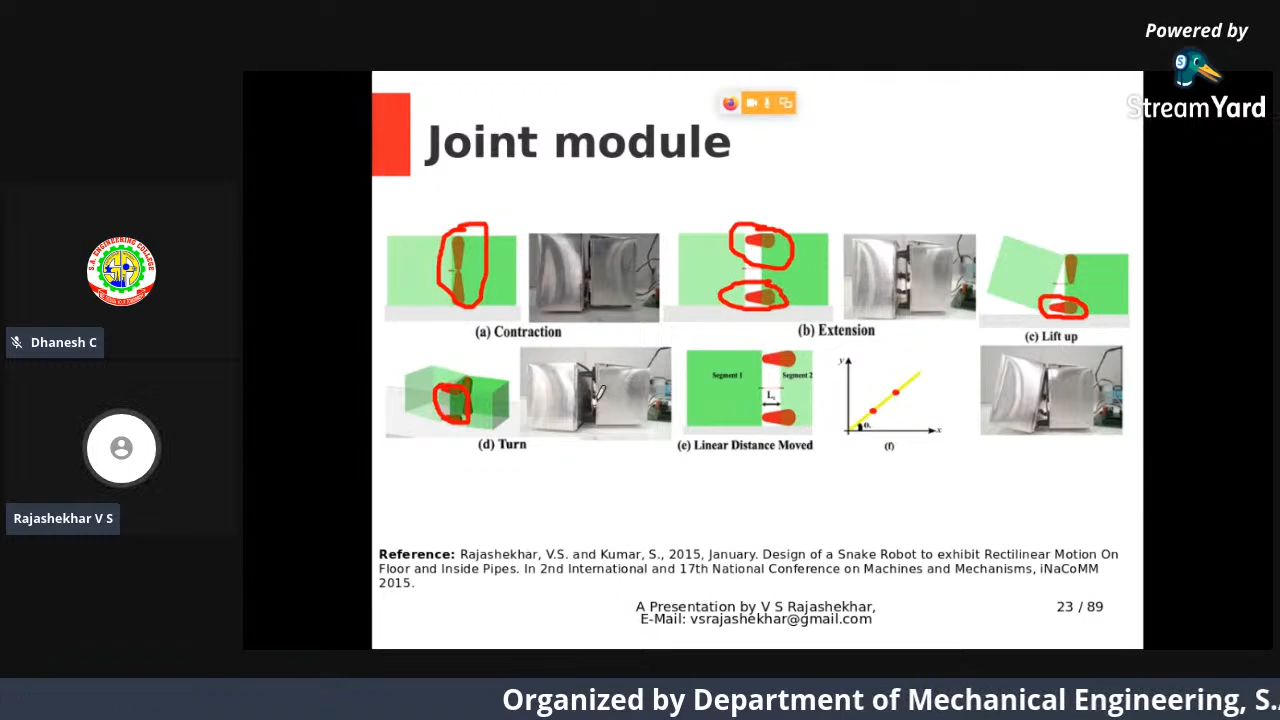 Powered by
StreamYard
Joint module
(a) Contraction
(b) Extension
(c) Lift up
Segment 1
Segment 2
y
x
(d) Turn
(e) Linear Distance Moved
(f)
S.A. ENGINEERING COLLEGE
Dhanesh C
Rajashekhar V S
Reference: Rajashekhar, V.S. and Kumar, S., 2015, January. Design of a Snake Robot to exhibit Rectilinear Motion On
Floor and Inside Pipes. In 2nd International and 17th National Conference on Machines and Mechanisms, iNaCoMM
2015.
A Presentation by V S Rajashekhar,
E-Mail: vsrajashekhar@gmail.com
23 / 89
Organized by Department of Mechanical Engineering, S.